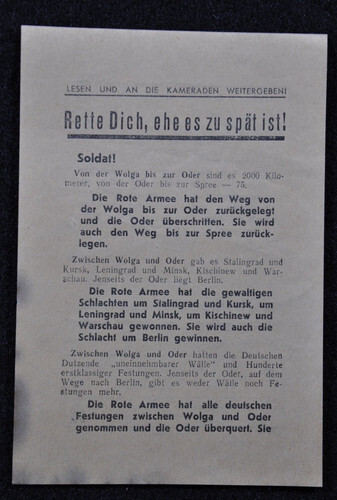 LESEN UND AN DIE KAMERADEN WEITERGEBEN!
Rette Dich, ehe es zu spät ist!
Soldat!
Von der Wolga bis zur Oder sind es 2000 Kilo-
meter, von der Oder bis zur Spree — 75.
Die Rote Armee hat den Weg von
der Wolga bis zur Oder zurückgelegt
und die Oder überschritten. Sie wird
auch den Weg bis zur Spree zurück-
legen.
Zwischen Wolga und Oder gab es Stalingrad und
Kursk, Leningrad und Minsk, Kischinew und War-
schau. Jenseits der Oder liegt Berlin.
Die Rote Armee hat die gewaltigen
Schlachten um Stalingrad und Kursk, um
Leningrad und Minsk, um Kischinew und
Warschau gewonnen. Sie wird auch die
Schlacht um Berlin gewinnen.
Zwischen Wolga und Oder hatten die Deutschen
Dutzende „uneinnehmbarer Wälle" und Hunderte
erstklassiger Festungen. Jenseits der Oder, auf dem
Wege nach Berlin, gibt es weder Wälle noch Fe-
stungen mehr.
Die Rote Armee hat alle deutschen
Festungen zwischen Wolga und Oder
genommen und die Oder überquert. Sie